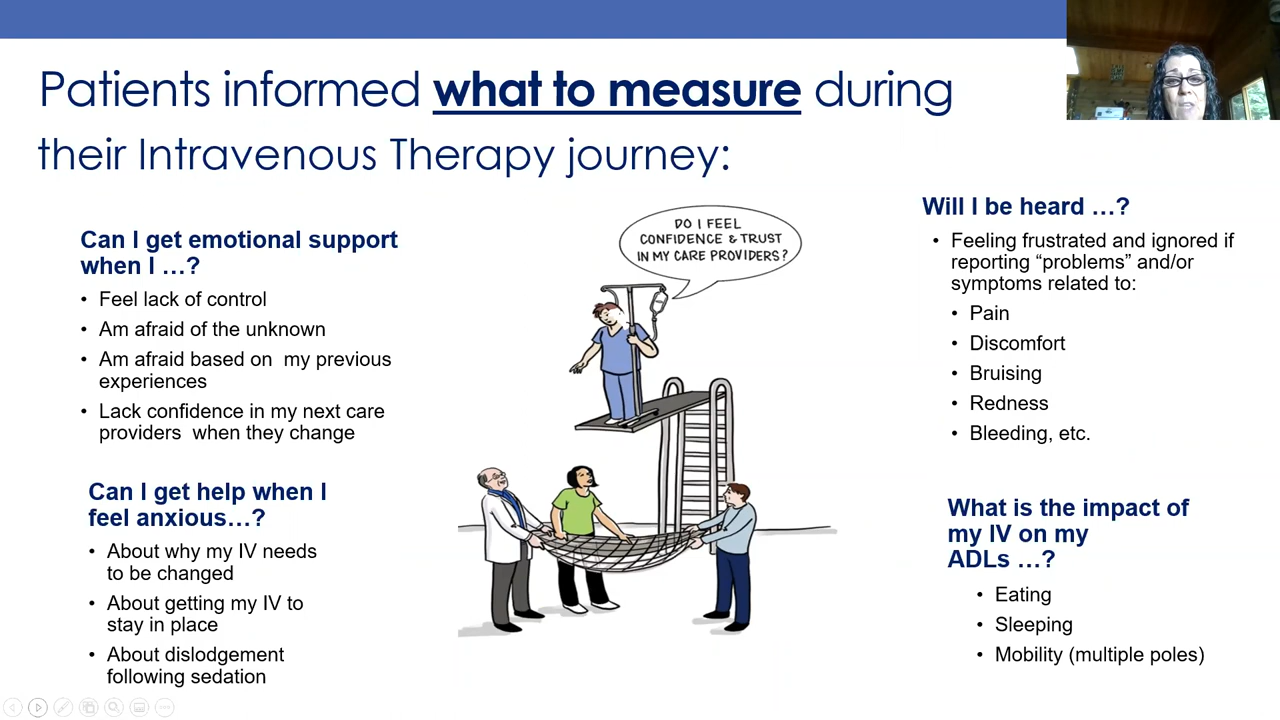 Patients informed what to measure during
their Intravenous Therapy journey:
Can I get emotional support
when I …?
• Feel lack of control
• Am afraid of the unknown
• Am afraid based on  my previous
experiences
• Lack confidence in my next care
providers  when they change
Can I get help when I
feel anxious…?
• About why my IV needs
to be changed
• About getting my IV to
stay in place
• About dislodgement
following sedation
DO I FEEL
CONFIDENCE & TRUST
IN MY CARE PROVIDERS?
Will I be heard …?
• Feeling frustrated and ignored if
reporting “problems” and/or
symptoms related to:
• Pain
• Discomfort
• Bruising
• Redness
• Bleeding, etc.
What is the impact of
my IV on my
ADLs …?
• Eating
• Sleeping
• Mobility (multiple poles)